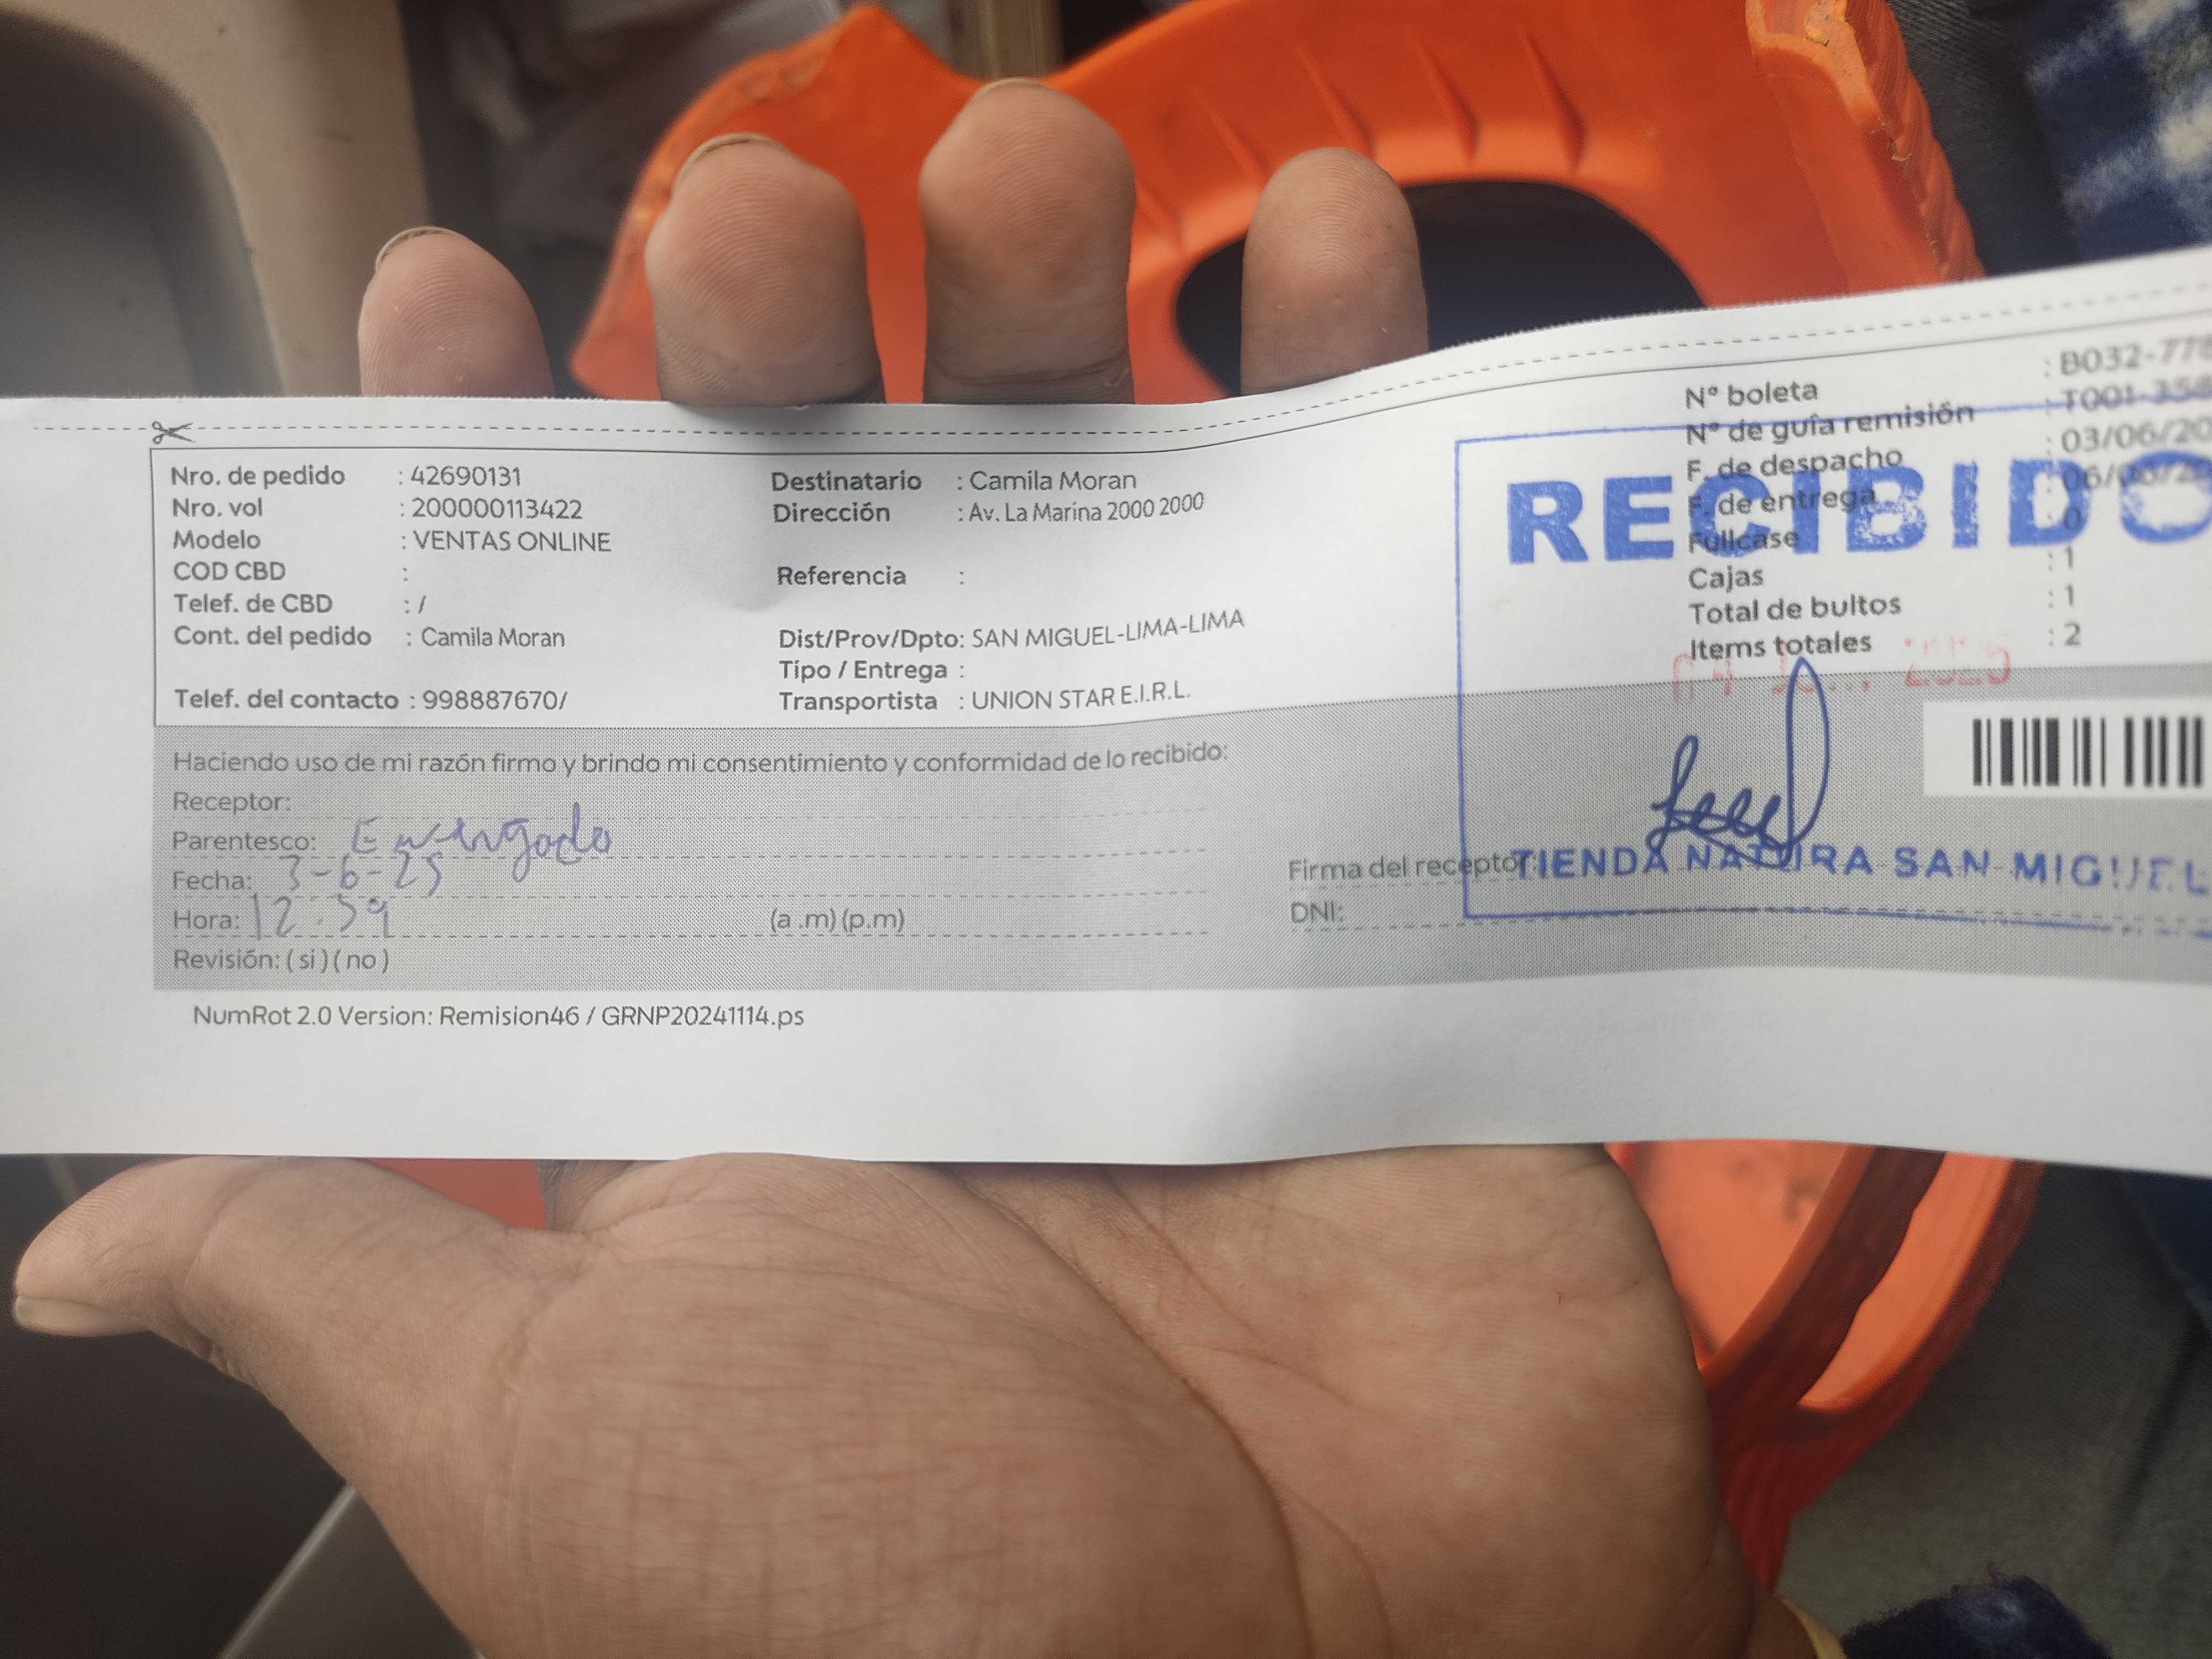 Nro. de pedido : 42690131
Nro. vol : 200000113422
Modelo : VENTAS ONLINE
COD CBD :
Telef. de CBD : /
Cont. del pedido : Camila Moran
Telef. del contacto : 998887670/
Destinatario : Camila Moran
Dirección : Av. La Marina 2000 2000
Referencia :
Dist/Prov/Dpto: SAN MIGUEL-LIMA-LIMA
Tipo / Entrega :
Transportista : UNION STAR E.I.R.L.
Nº boleta : B032-778
Nº de guía remisión : T001-358
F. de despacho : 03/06/20
F. de entrega : 06/06/20
Fullcase : 0
Cajas : 1
Total de bultos : 1
Items totales : 2
RECIBIDO
2025
Haciendo uso de mi razón firmo y brindo mi consentimiento y conformidad de lo recibido:
Receptor:
Parentesco: Encargado
Fecha: 3-6-25
Hora: 12:59 (a .m) (p.m)
Revisión: ( si ) ( no )
Firma del receptor:
DNI:
TIENDA NATURA SAN MIGUEL
NumRot 2.0 Version: Remision46 / GRNP20241114.ps